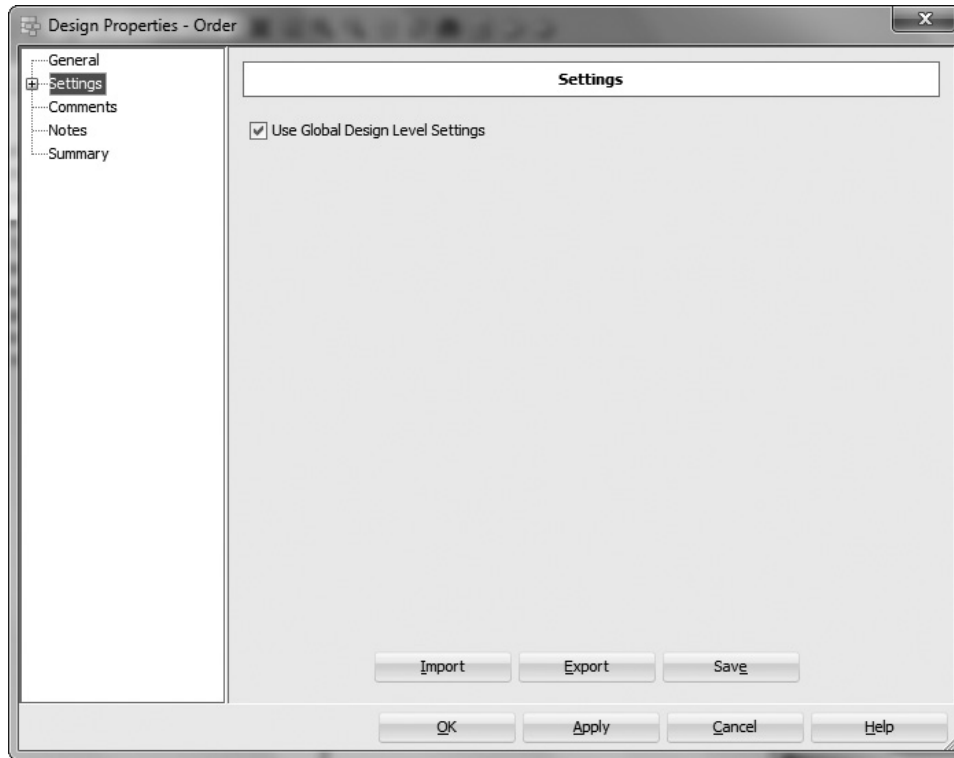 Design Properties - Order
General
Settings
Comments
Notes
Summary
Settings
Use Global Design Level Settings
Import
Export
Save
OK
Apply
Cancel
Help